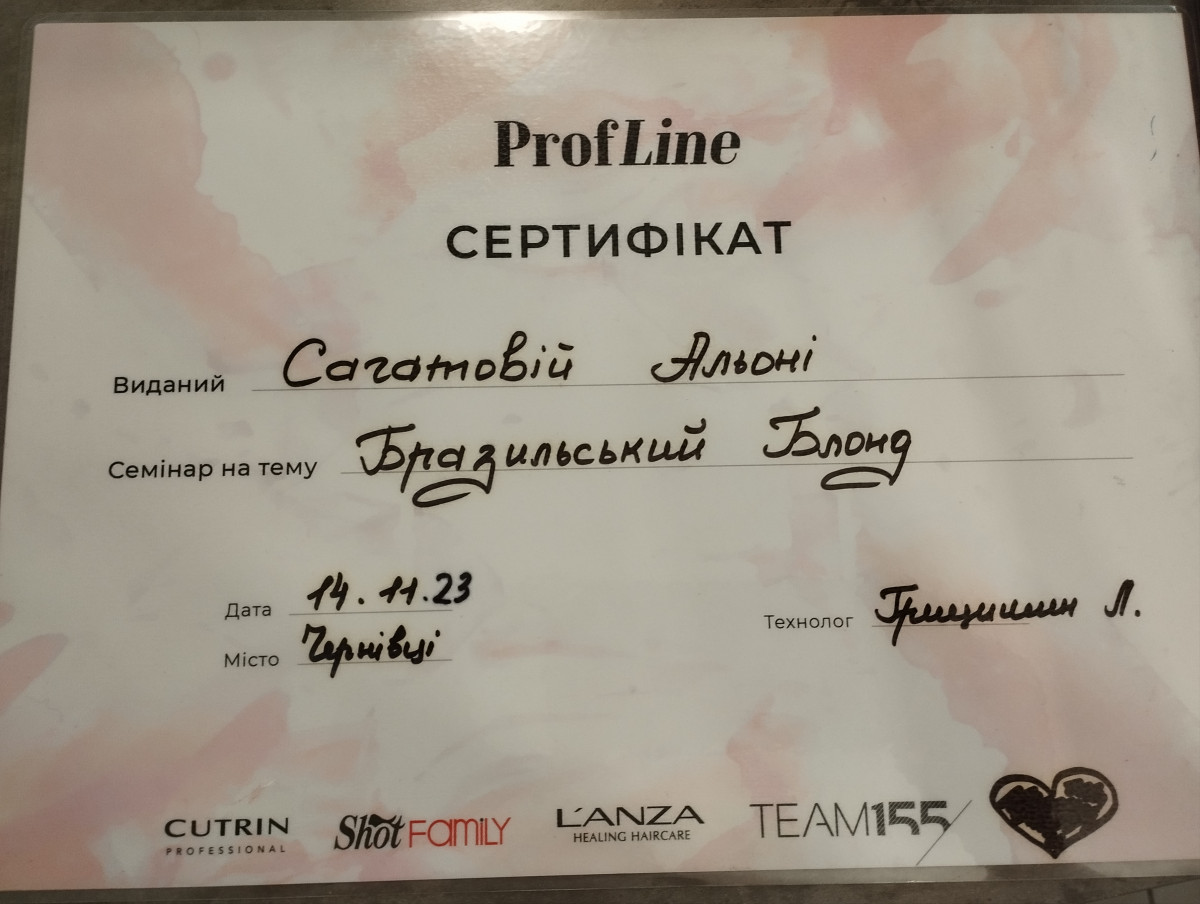 ProfLine
СЕРТИФІКАТ
Виданий Сагатовій Альоні
Семінар на тему Бразильський Блонд
Дата 14.11.23
Місто Чернівці
Технолог Грицишин Л.
CUTRIN PROFESSIONAL
Shot FAMILY
L'ANZA HEALING HAIRCARE
TEAM155